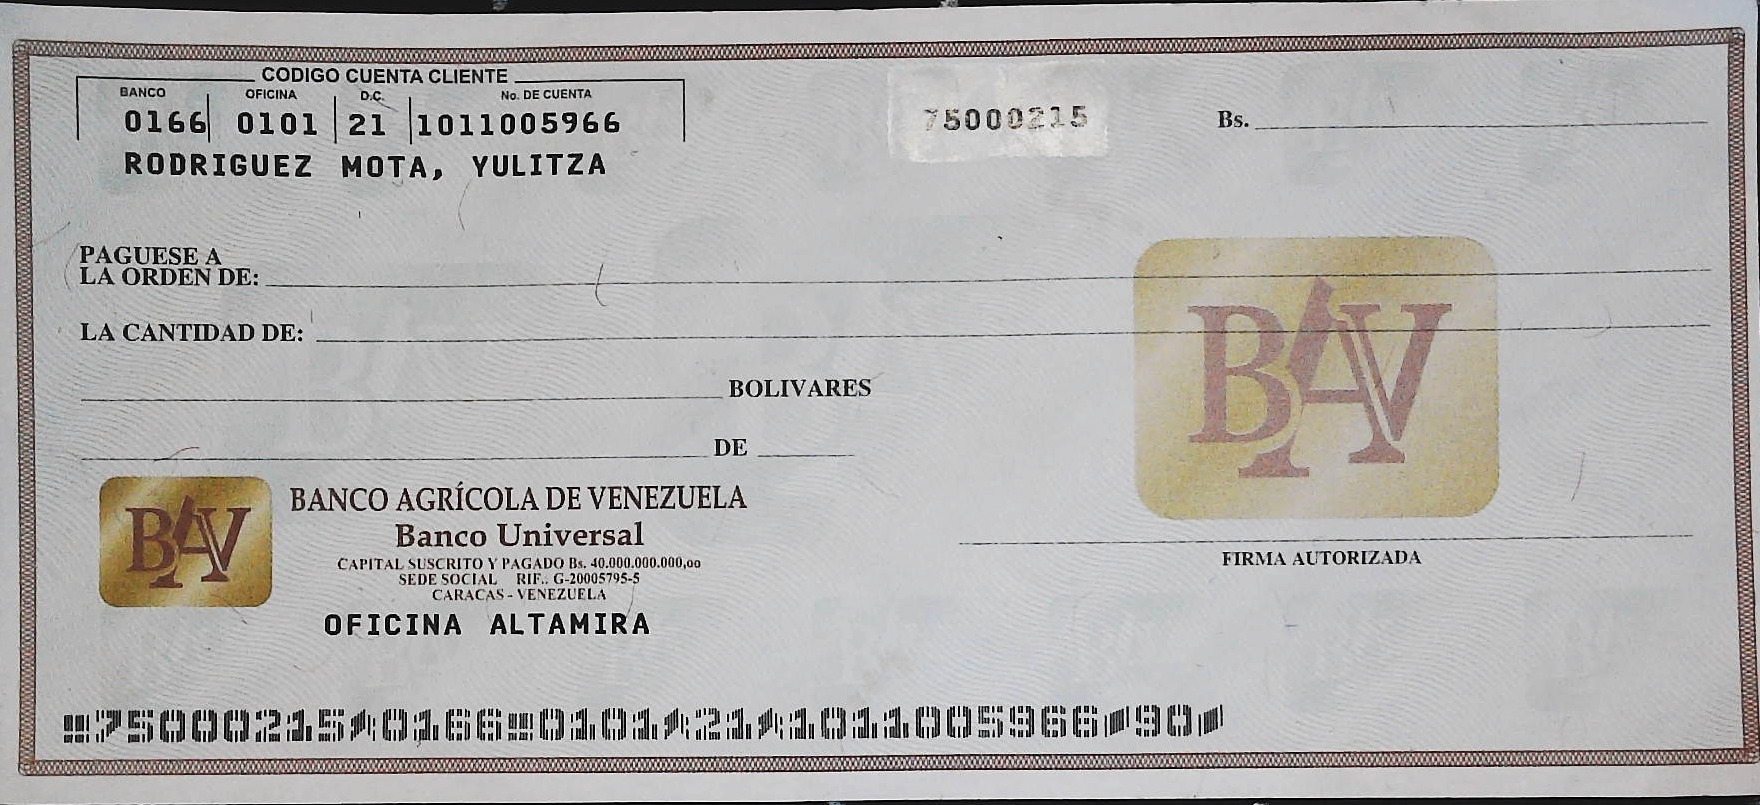 CODIGO CUENTA CLIENTE
BANCO OFICINA D.C. No. DE CUENTA
0166 0101 21 1011005966
RODRIGUEZ MOTA, YULITZA
75000215
Bs.
PAGUESE A
LA ORDEN DE:
LA CANTIDAD DE:
BOLIVARES
DE
BAV
BAV
BANCO AGRÍCOLA DE VENEZUELA
Banco Universal
CAPITAL SUSCRITO Y PAGADO Bs. 40.000.000.000,oo
SEDE SOCIAL RIF.. G-20005795-5
CARACAS - VENEZUELA
OFICINA ALTAMIRA
FIRMA AUTORIZADA
⑈75000215⑆0166⑈0101⑆21⑆1011005966⑉90⑉